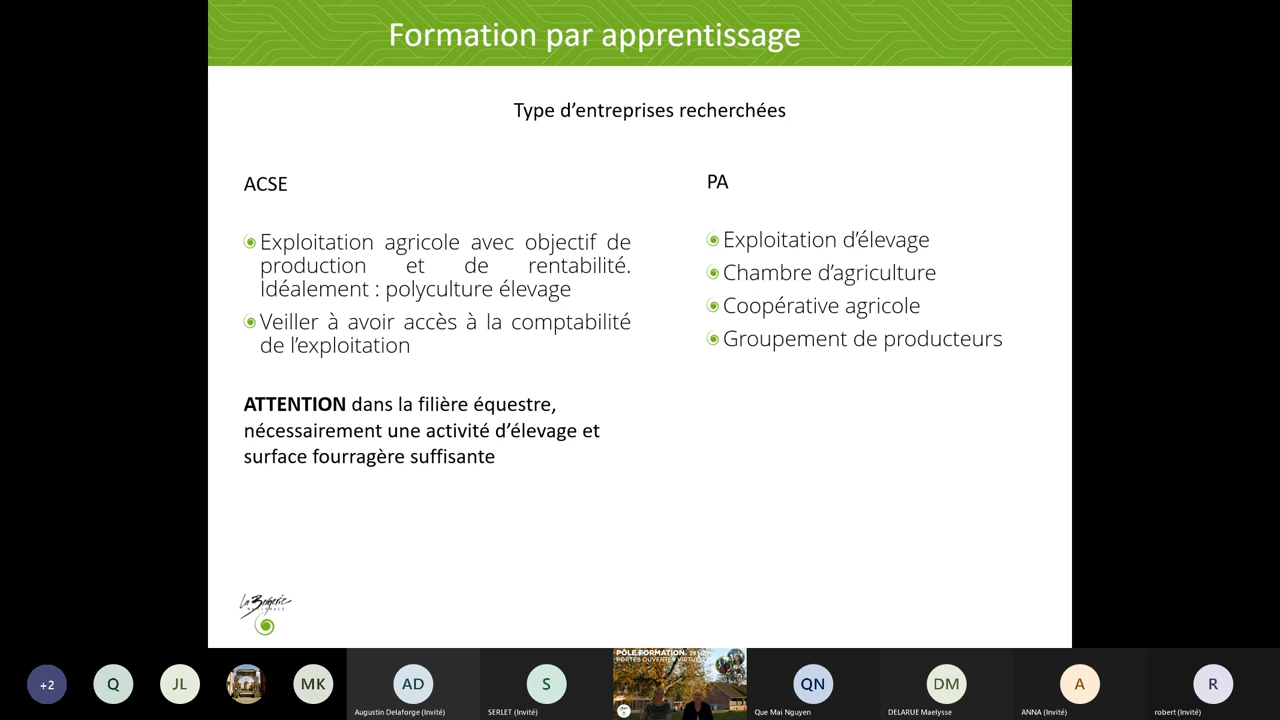 Formation par apprentissage
Type d’entreprises recherchées
ACSE
Exploitation agricole avec objectif de
production et de rentabilité.
Idéalement : polyculture élevage
Veiller à avoir accès à la comptabilité
de l’exploitation
ATTENTION dans la filière équestre,
nécessairement une activité d’élevage et
surface fourragère suffisante
PA
Exploitation d’élevage
Chambre d’agriculture
Coopérative agricole
Groupement de producteurs
La Bergerie
NATIONALE
+2
Q
JL
MK
AD
Augustin Delaforge (Invité)
S
SERLET (Invité)
PÔLE FORMATION
PORTES OUVERTES VIRTUELLES
QN
Que Mai Nguyen
DM
DELARUE Maelysse
A
ANNA (Invité)
R
robert (Invité)